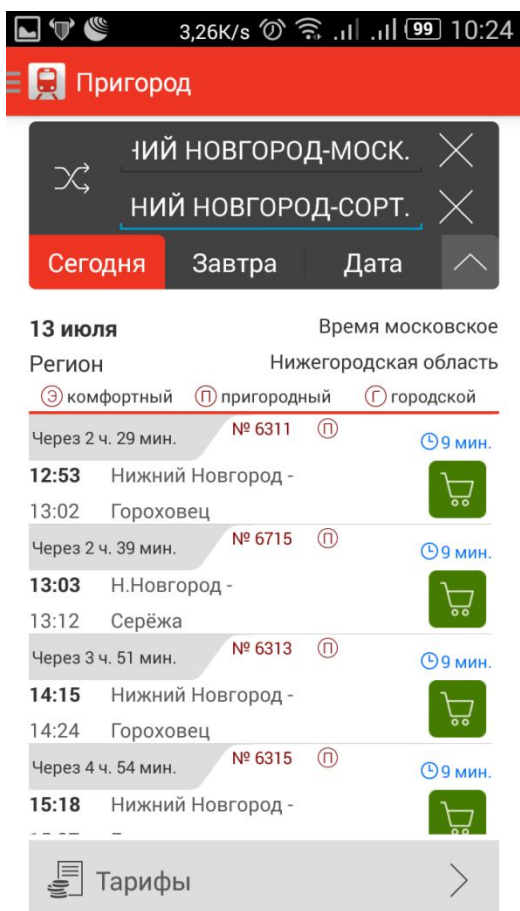 3,26K/s 99 10:24
Пригород
ИИЙ НОВГОРОД-МОСК.
НИЙ НОВГОРОД-СОРТ.
Сегодня Завтра Дата
13 июля Время московское
Регион Нижегородская область
Э комфортный П пригородный Г городской
Через 2 ч. 29 мин. № 6311 П 9 мин.
12:53 Нижний Новгород -
13:02 Гороховец
Через 2 ч. 39 мин. № 6715 П 9 мин.
13:03 Н.Новгород -
13:12 Серёжа
Через 3 ч. 51 мин. № 6313 П 9 мин.
14:15 Нижний Новгород -
14:24 Гороховец
Через 4 ч. 54 мин. № 6315 П 9 мин.
15:18 Нижний Новгород -
Тарифы